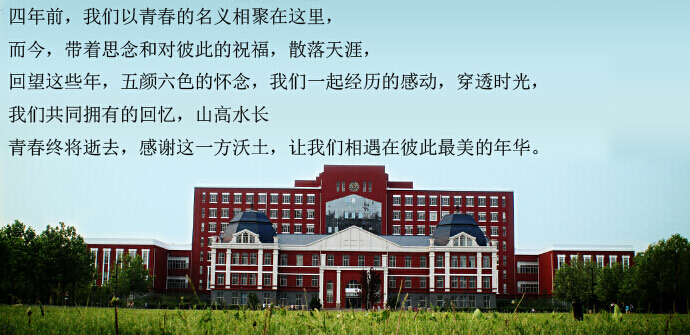 四年前，我们以青春的名义相聚在这里，
而今，带着思念和对彼此的祝福，散落天涯，
回望这些年，五颜六色的怀念，我们一起经历的感动，穿透时光，
我们共同拥有的回忆，山高水长
青春终将逝去，感谢这一方沃土，让我们相遇在彼此最美的年华。